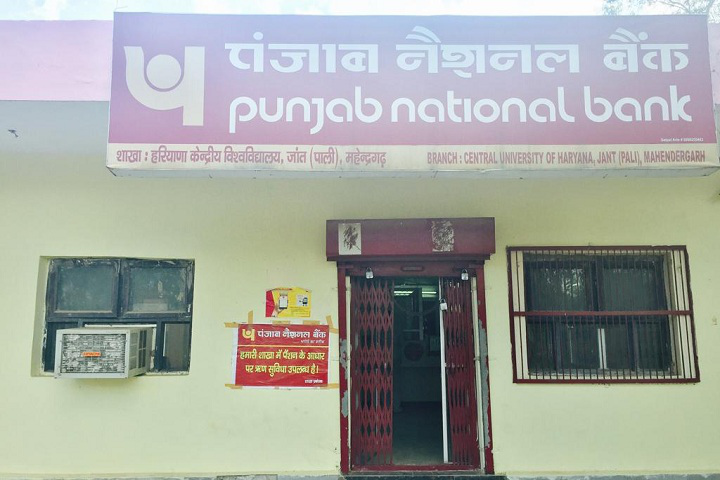 पंजाब नैशनल बैंक
punjab national bank
शाखा : हरियाणा केन्द्रीय विश्वविद्यालय, जांत (पाली), महेन्द्रगढ़
BRANCH : CENTRAL UNIVERSITY OF HARYANA, JANT (PALI), MAHENDERGARH
पंजाब नैशनल बैंक
हमारी शाखा में पेंशन के आधार
पर ऋण सुविधा उपलब्ध है।